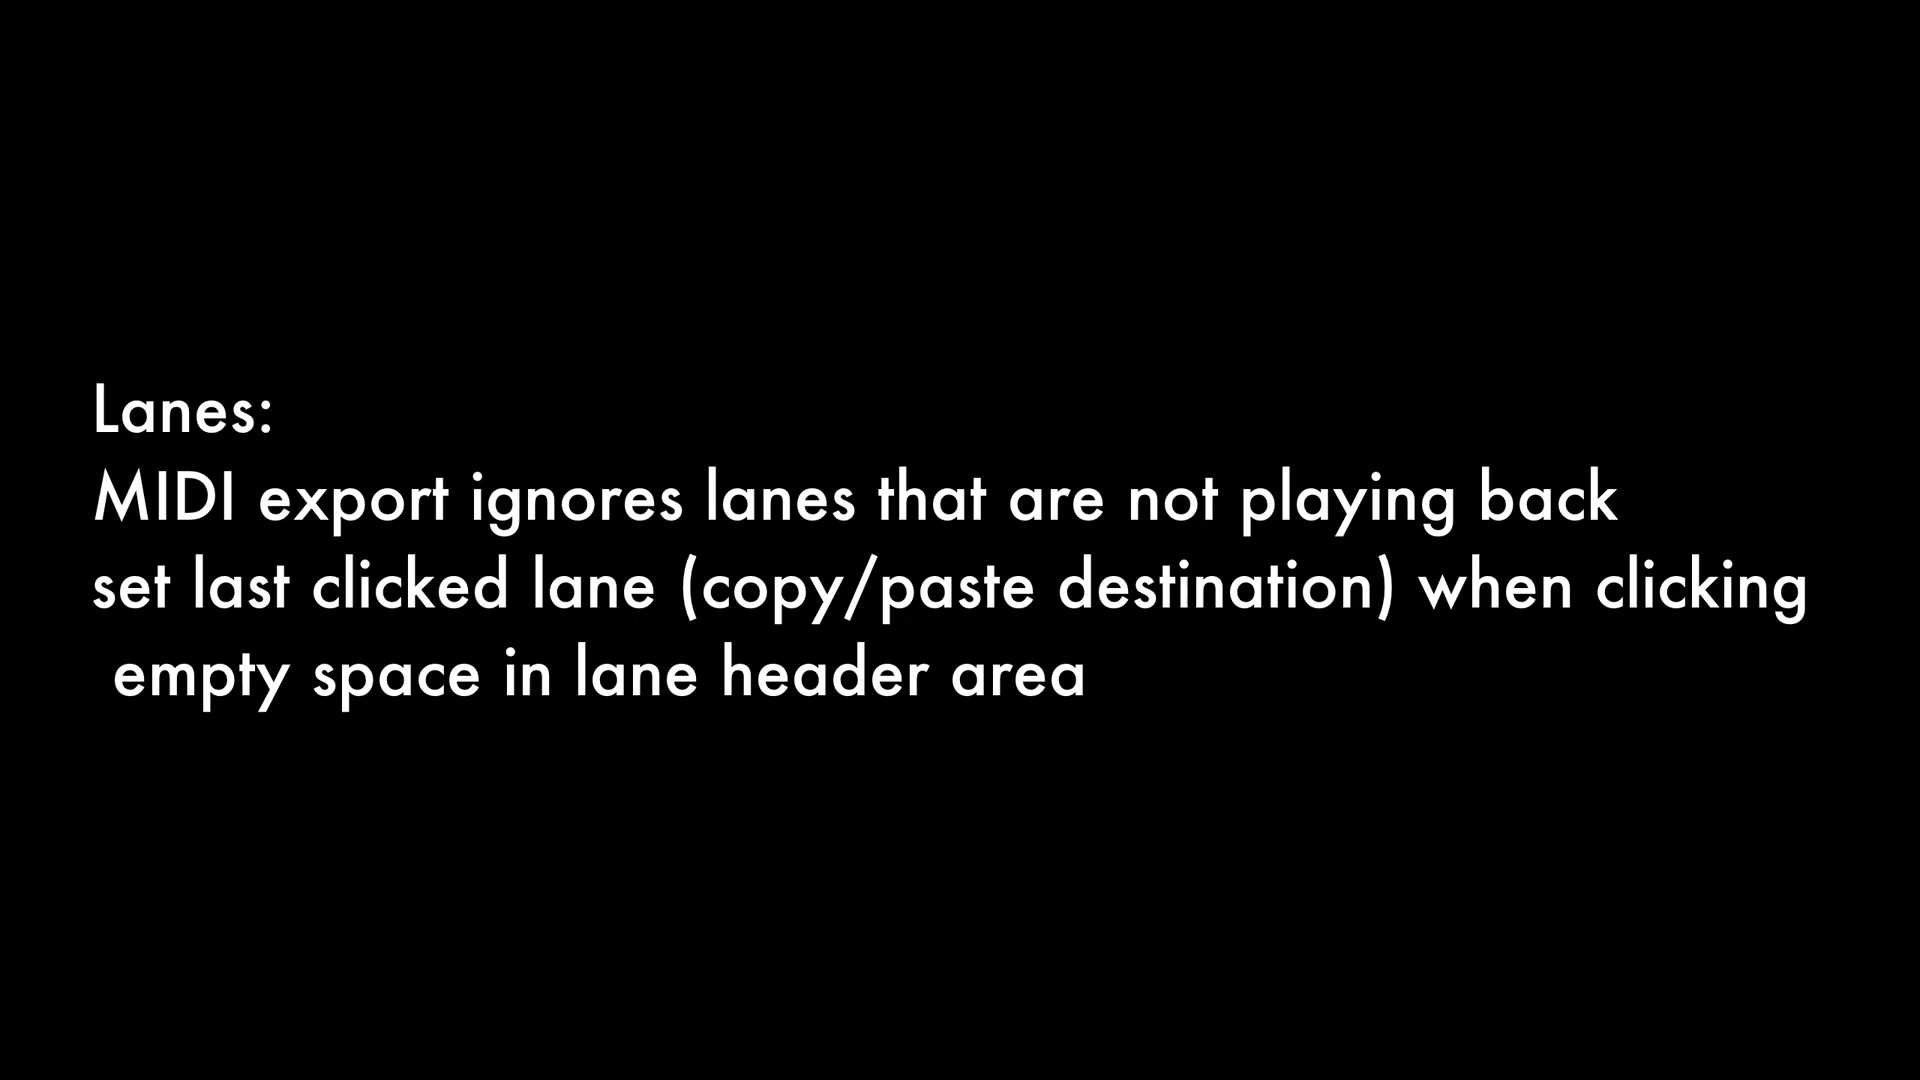 Lanes:
MIDI export ignores lanes that are not playing back
set last clicked lane (copy/paste destination) when clicking
empty space in lane header area